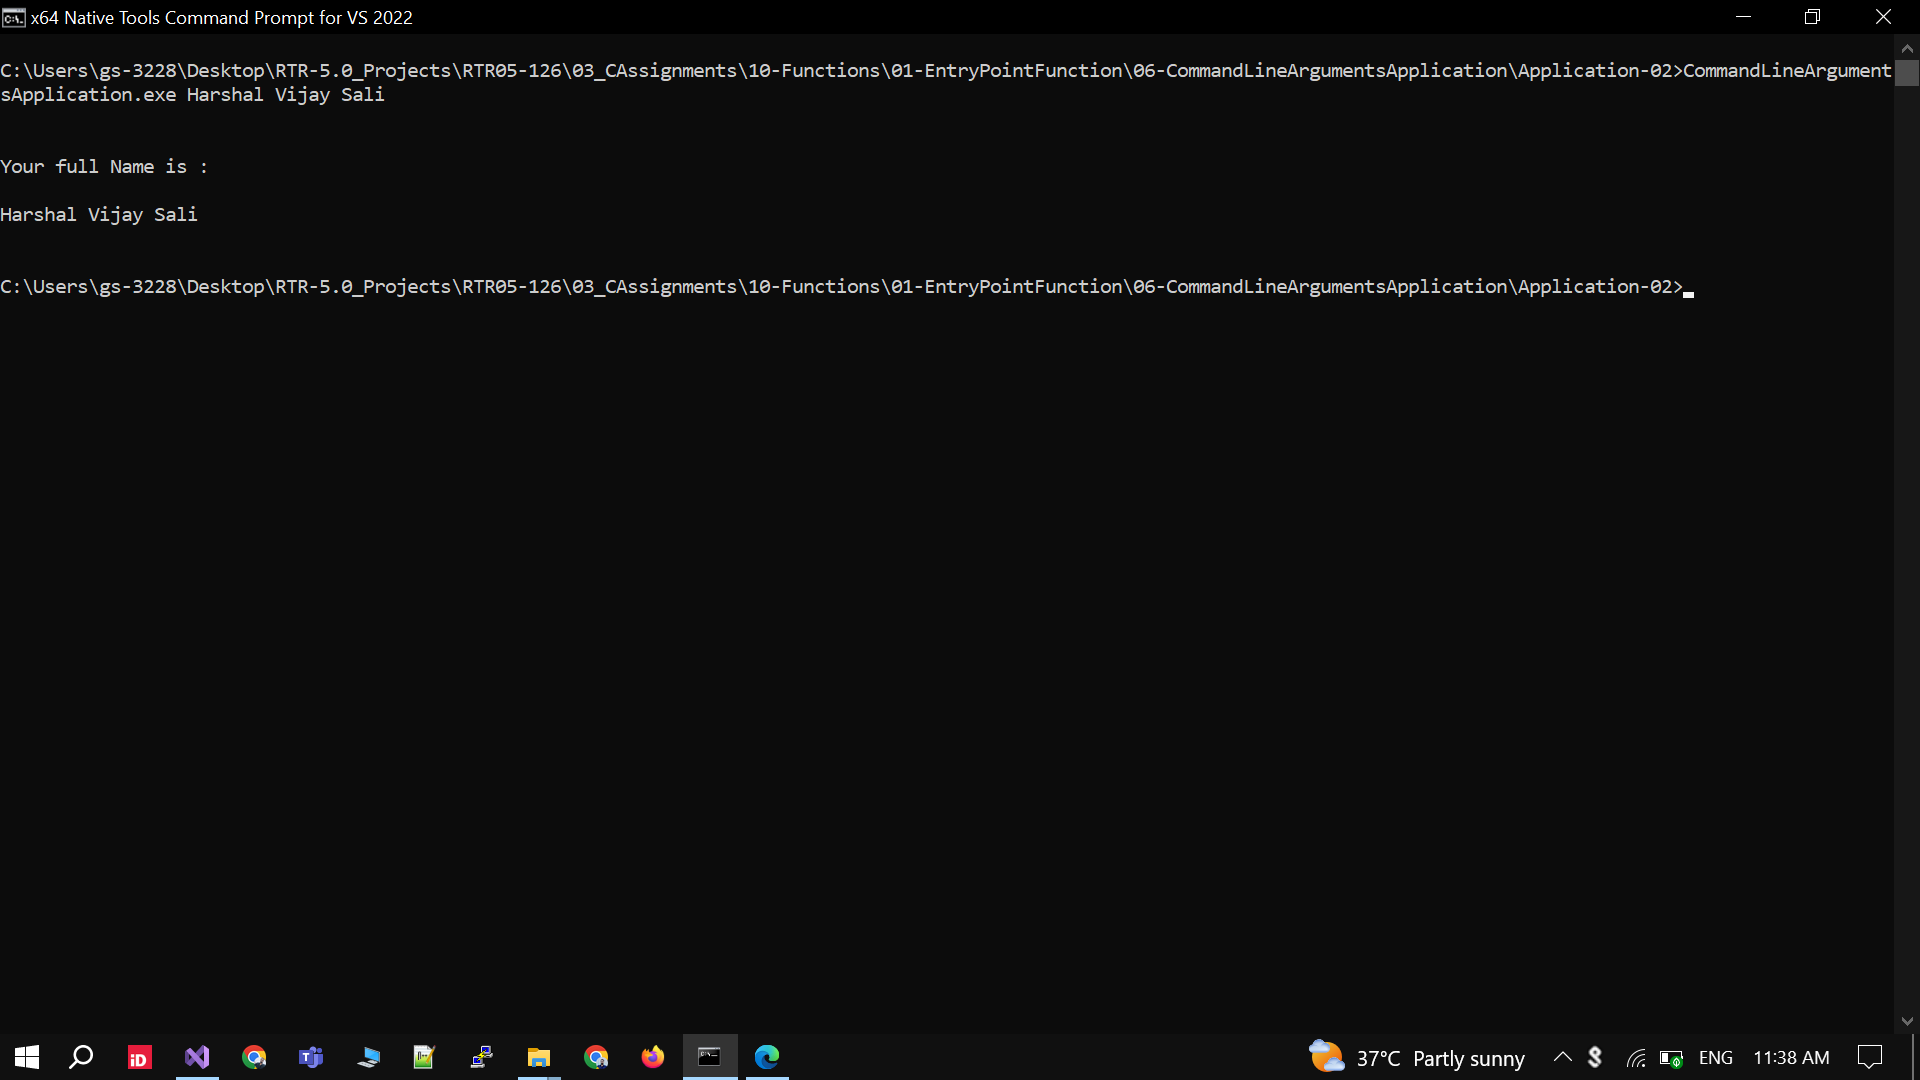 x64 Native Tools Command Prompt for VS 2022
C:\Users\gs-3228\Desktop\RTR-5.0_Projects\RTR05-126\03_CAssignments\10-Functions\01-EntryPointFunction\06-CommandLineArgumentsApplication\Application-02>CommandLineArgument
sApplication.exe Harshal Vijay Sali
Your full Name is :
Harshal Vijay Sali
C:\Users\gs-3228\Desktop\RTR-5.0_Projects\RTR05-126\03_CAssignments\10-Functions\01-EntryPointFunction\06-CommandLineArgumentsApplication\Application-02>
iD
37°C Partly sunny
ENG
11:38 AM